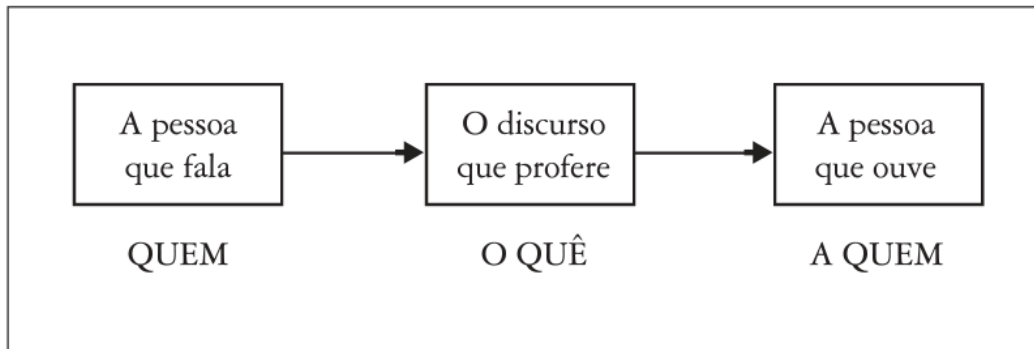 A pessoa
que fala
O discurso
que profere
A pessoa
que ouve
QUEM
O QUÊ
A QUEM